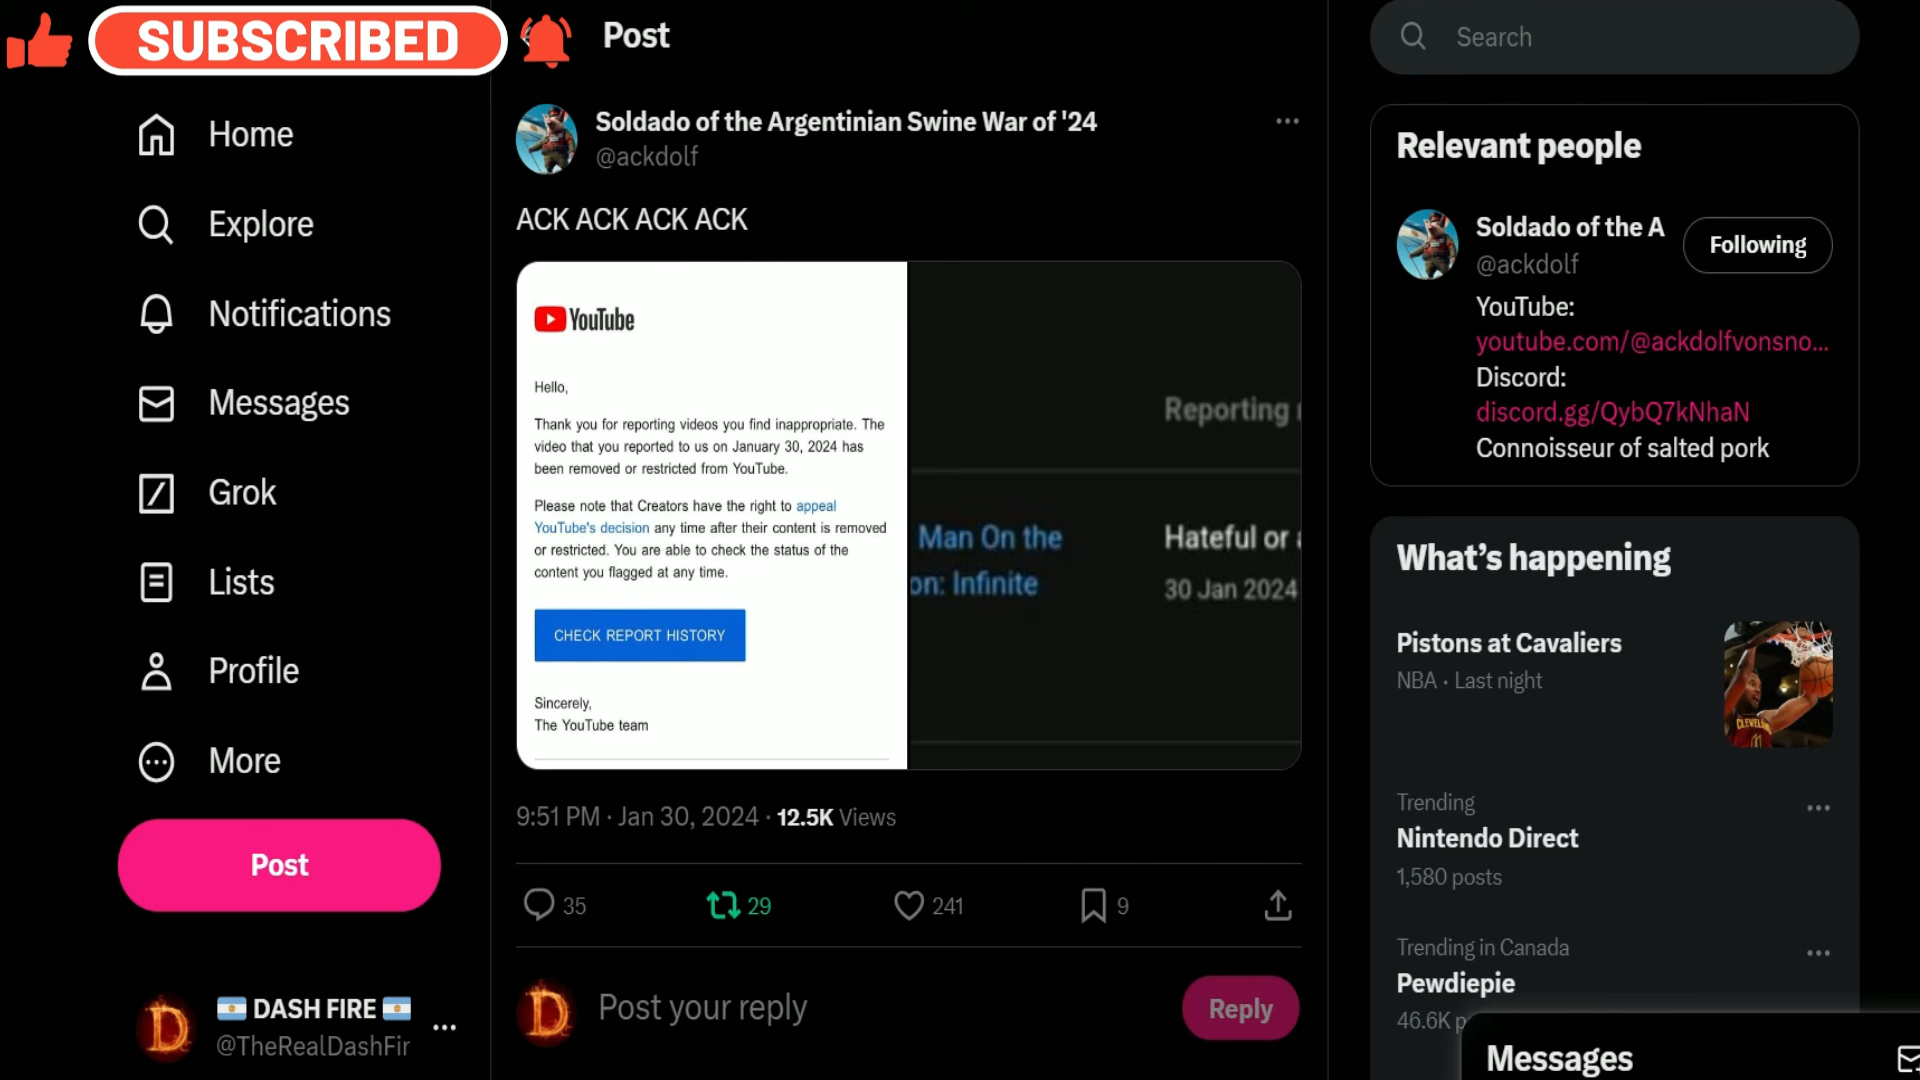 SUBSCRIBED
Post
Search
Home
Explore
Notifications
Messages
Grok
Lists
Profile
More
Post
DASH FIRE
@TheRealDashFir
Soldado of the Argentinian Swine War of '24
@ackdolf
ACK ACK ACK ACK
YouTube
Hello,
Thank you for reporting videos you find inappropriate. The
video that you reported to us on January 30, 2024 has
been removed or restricted from YouTube.
Please note that Creators have the right to appeal
YouTube's decision any time after their content is removed
or restricted. You are able to check the status of the
content you flagged at any time.
CHECK REPORT HISTORY
Sincerely,
The YouTube team
Reporting
Man On the
on: Infinite
Hateful or
30 Jan 2024
9:51 PM · Jan 30, 2024 · 12.5K Views
35
29
241
9
Post your reply
Reply
Relevant people
Soldado of the A
Following
@ackdolf
YouTube:
youtube.com/@ackdolfvonsno...
Discord:
discord.gg/QybQ7kNhaN
Connoisseur of salted pork
What's happening
Pistons at Cavaliers
NBA · Last night
Trending
Nintendo Direct
1,580 posts
Trending in Canada
Pewdiepie
46.6K p
Messages